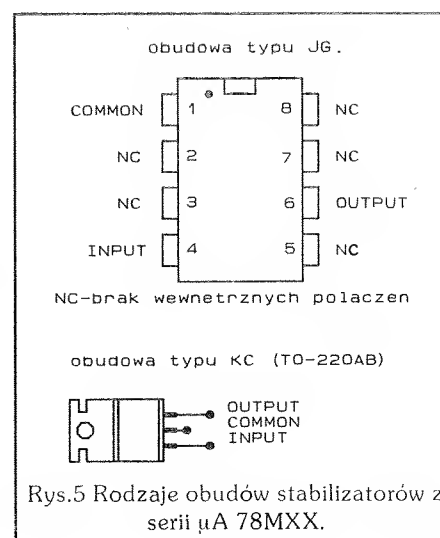 obudowa typu JG.
COMMON 1 8 NC
NC 2 7 NC
NC 3 6 OUTPUT
INPUT 4 5 NC
NC-brak wewnetrznych polaczen
obudowa typu KC (TO-220AB)
OUTPUT
COMMON
INPUT
Rys.5 Rodzaje obudów stabilizatorów z
serii µA 78MXX.